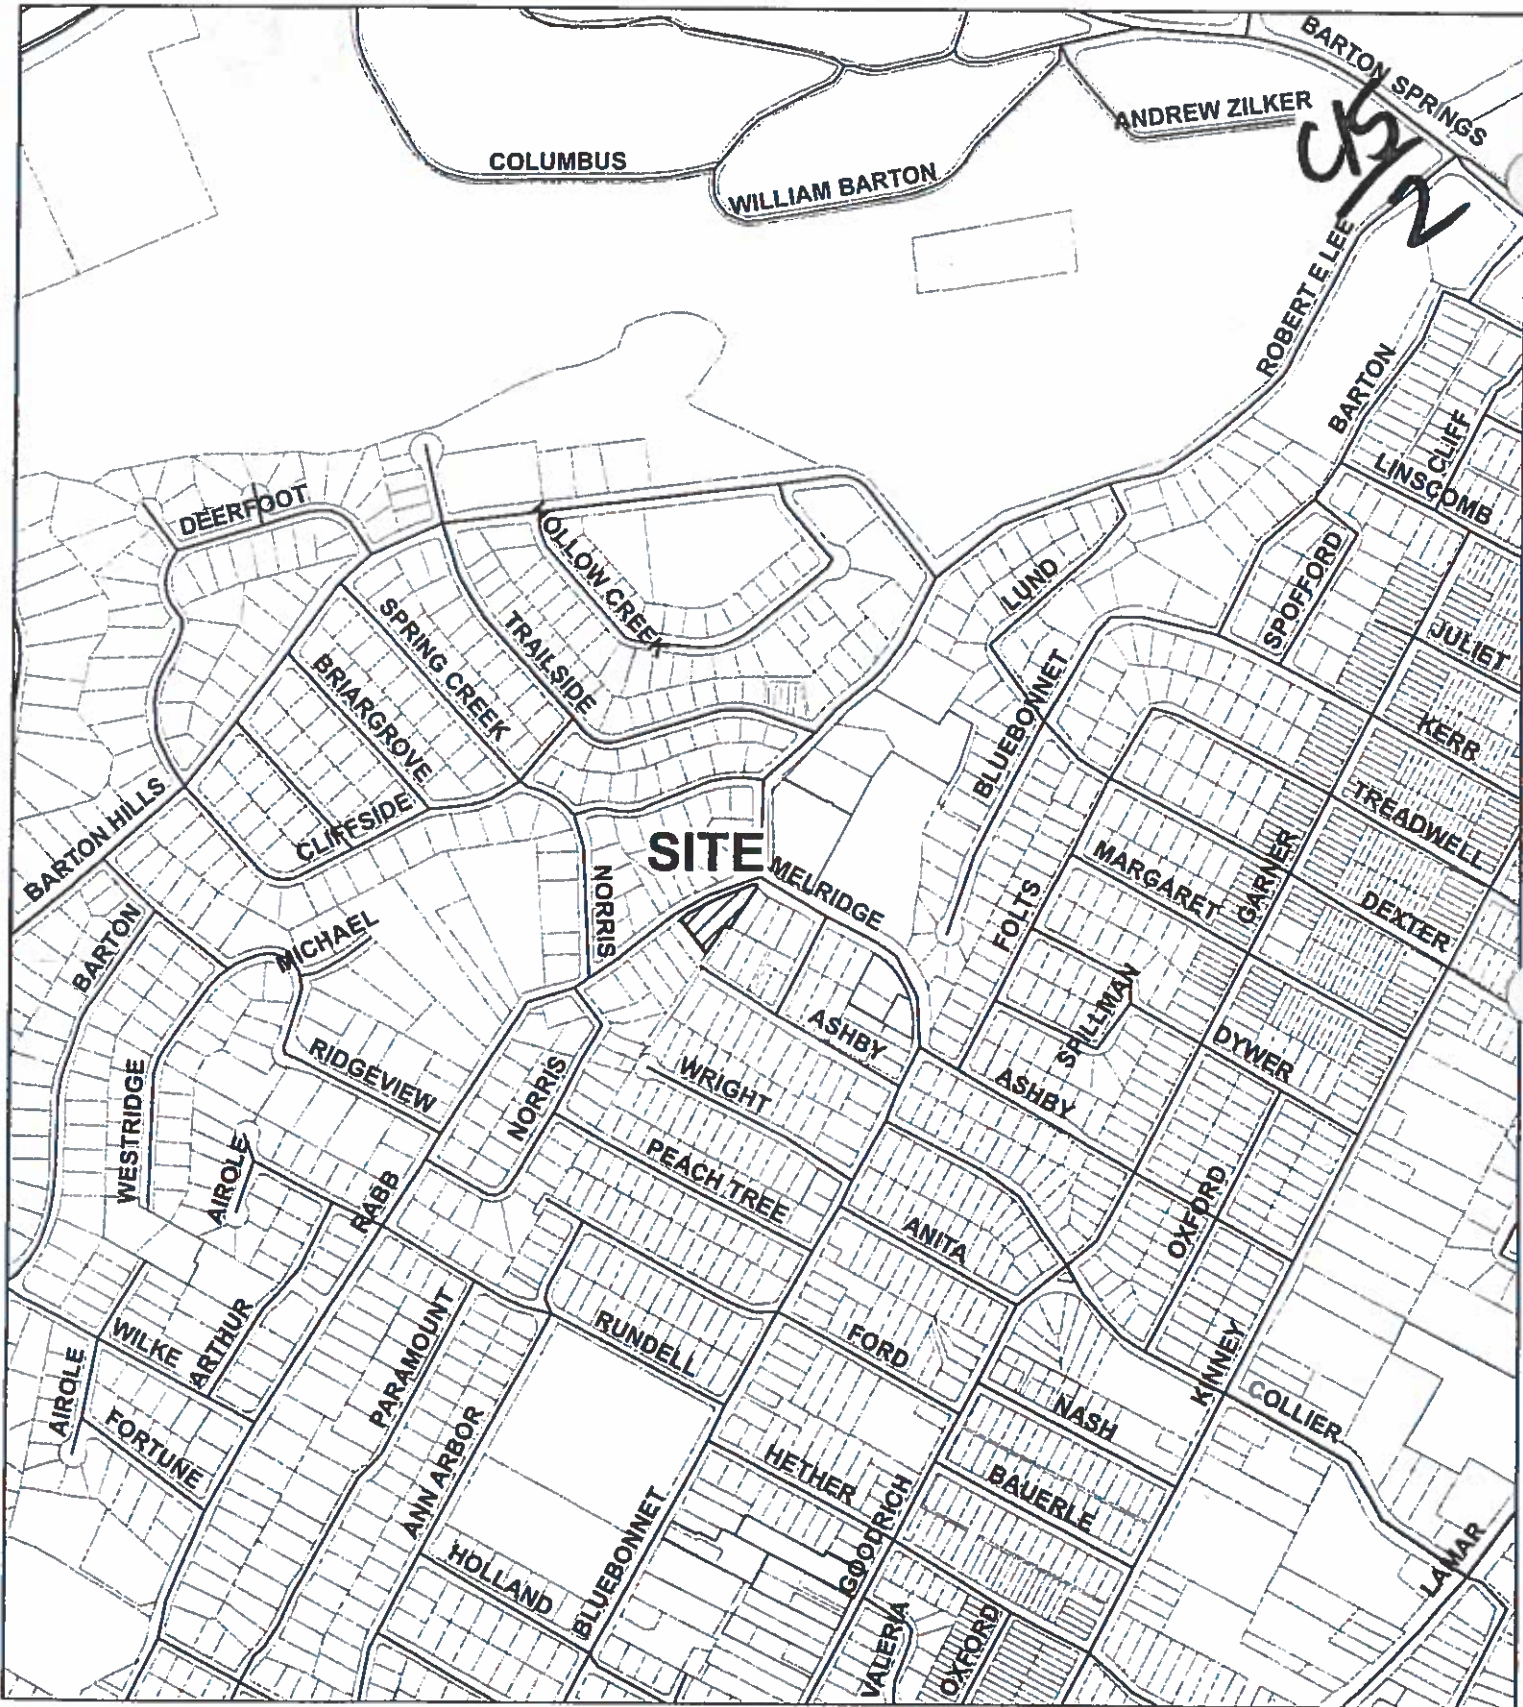 BARTON SPRINGS
ANDREW ZILKER
C15/2
COLUMBUS
WILLIAM BARTON
ROBERT E LEE
BARTON
CLIFF
LINSCOMB
DEERFOOT
OLLOW CREEK
LUND
SPOFFORD
SPRING CREEK
TRAILSIDE
JULIET
BRIARGROVE
BLUEBONNET
KERR
TREADWELL
BARTON HILLS
CLIFFSIDE
SITE
MELRIDGE
MARGARET
GARNER
DEXTER
NORRIS
FOLTS
BARTON
MICHAEL
SPILLMAN
ASHBY
DYWER
RIDGEVIEW
WRIGHT
ASHBY
NORRIS
WESTRIDGE
AIROLE
PEACH TREE
RABB
ANITA
OXFORD
WILKE
ARTHUR
PARAMOUNT
RUNDELL
FORD
KINNEY
COLLIER
AIROLE
FORTUNE
ANN ARBOR
NASH
HETHER
BAUERLE
GOODRICH
BLUEBONNET
HOLLAND
LAMAR
VALERIA
OXFORD